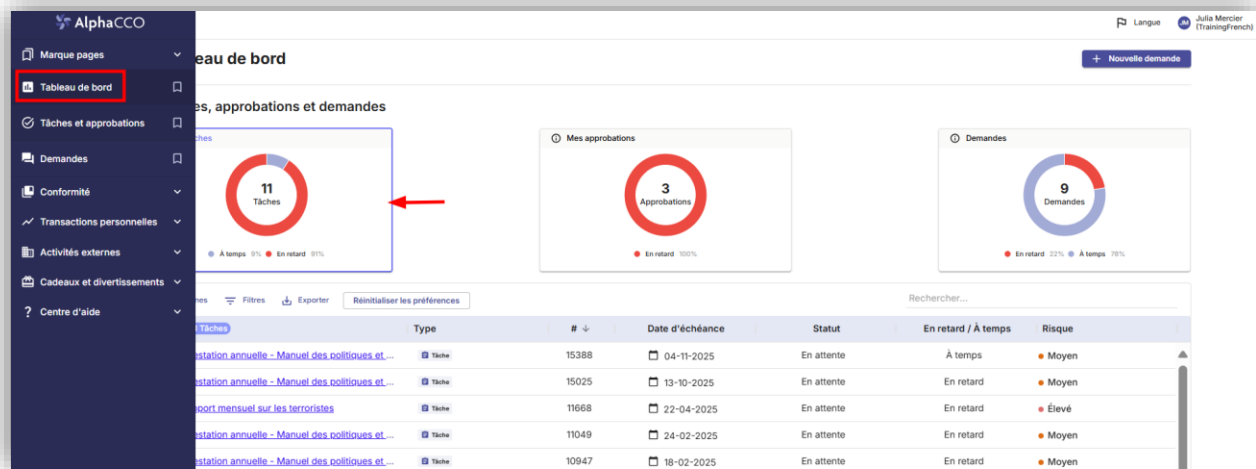 AlphaCCO
Langue
JM
Julia Mercier
(TrainingFrench)
Marque pages
Tableau de bord
Tâches et approbations
Demandes
Conformité
Transactions personnelles
Activités externes
Cadeaux et divertissements
? Centre d'aide
eau de bord
+ Nouvelle demande
es, approbations et demandes
ches
11
Tâches
À temps 9% En retard 91%
Mes approbations
3
Approbations
En retard 100%
Demandes
9
Demandes
En retard 22% À temps 78%
nes Filtres Exporter Réinitialiser les préférences Rechercher...
Tâches Type # ↓ Date d'échéance Statut En retard / À temps Risque
estation annuelle - Manuel des politiques et ... Tâche 15388 04-11-2025 En attente À temps Moyen
estation annuelle - Manuel des politiques et ... Tâche 15025 13-10-2025 En attente En retard Moyen
port mensuel sur les terroristes Tâche 11668 22-04-2025 En attente En retard Élevé
estation annuelle - Manuel des politiques et ... Tâche 11049 24-02-2025 En attente En retard Moyen
estation annuelle - Manuel des politiques et ... Tâche 10947 18-02-2025 En attente En retard Moyen